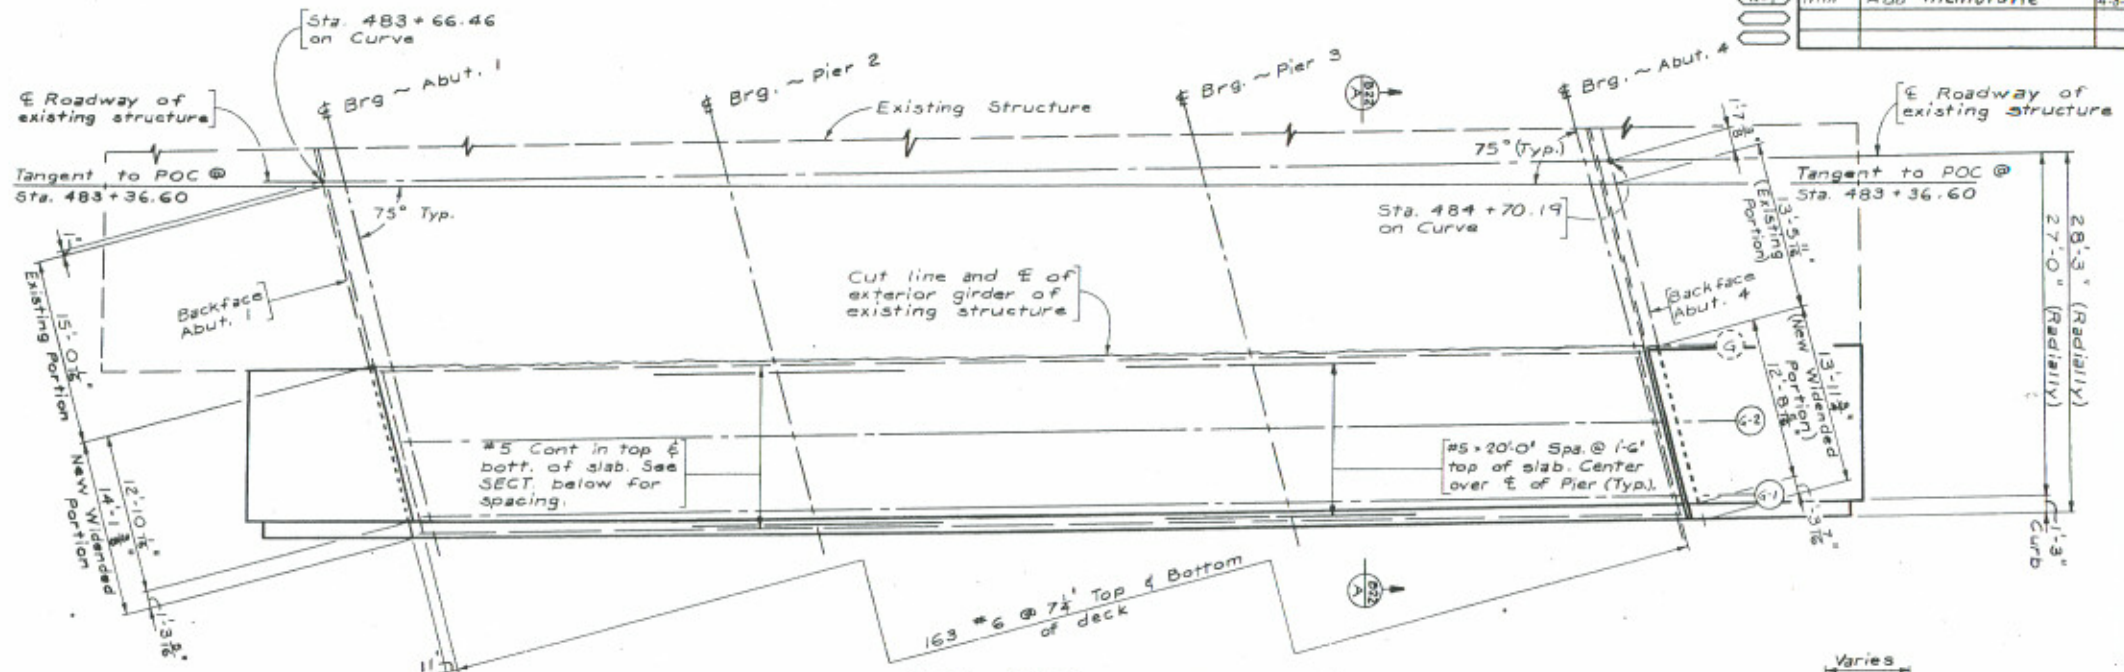 Add membrane
Sta. 483 + 66.46
on Curve
℄ Brg ~ Abut. 1
℄ Brg. ~ Pier 2
℄ Brg. ~ Pier 3
℄ Brg. ~ Abut. 4
B22
A
℄ Roadway of
existing structure
Existing Structure
℄ Roadway of
existing structure
Tangent to POC @
Sta. 483 + 36.60
75° Typ.
75° (Typ.)
Tangent to POC @
Sta. 483 + 36.60
Sta. 484 + 70.19
on Curve
(Existing
Portion)
28'-3" (Radially)
27'-0" (Radially)
Backface
Abut. 1
Cut line and ℄ of
exterior girder of
existing structure
Backface
Abut. 4
Existing Portion
G
(New Widened
Portion)
G-2
G-1
#5 Cont in top &
bott. of slab. See
SECT. below for
spacing.
#5 x 20'-0" Spa. @ 1'-6"
top of slab. Center
over ℄ of Pier (Typ.).
New Widended
Portion
1'-3"
Curb
163 #6 @ 7¼" Top & Bottom
of deck
B22
A
11"
Varies